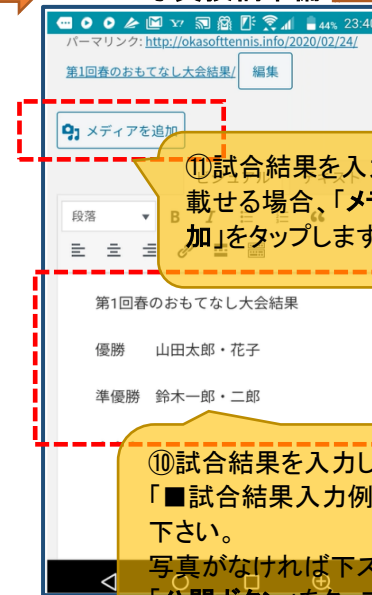 44% 23:40
パーマリンク: http://okasofttennis.info/2020/02/24/
第1回春のおもてなし大会結果/ 編集
メディアを追加
⑪試合結果を入
載せる場合、「メ
加」をタップします
段落
B
第1回春のおもてなし大会結果
優勝 山田太郎・花子
準優勝 鈴木一郎・二郎
⑩試合結果を入力し
「■試合結果入力例
下さい。
写真がなければ下ス